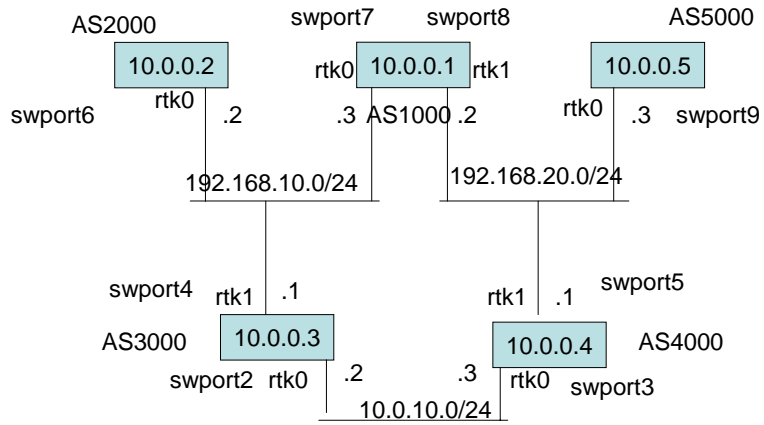 swport7
swport8
AS5000
AS2000
10.0.0.2
rtk0
10.0.0.1
rtk1
10.0.0.5
rtk0
swport6
.2
.3
AS1000
.2
rtk0
.3
swport9
192.168.10.0/24
192.168.20.0/24
swport4
rtk1
.1
rtk1
.1
swport5
AS3000
10.0.0.3
10.0.0.4
AS4000
swport2
rtk0
.2
.3
rtk0
swport3
10.0.10.0/24